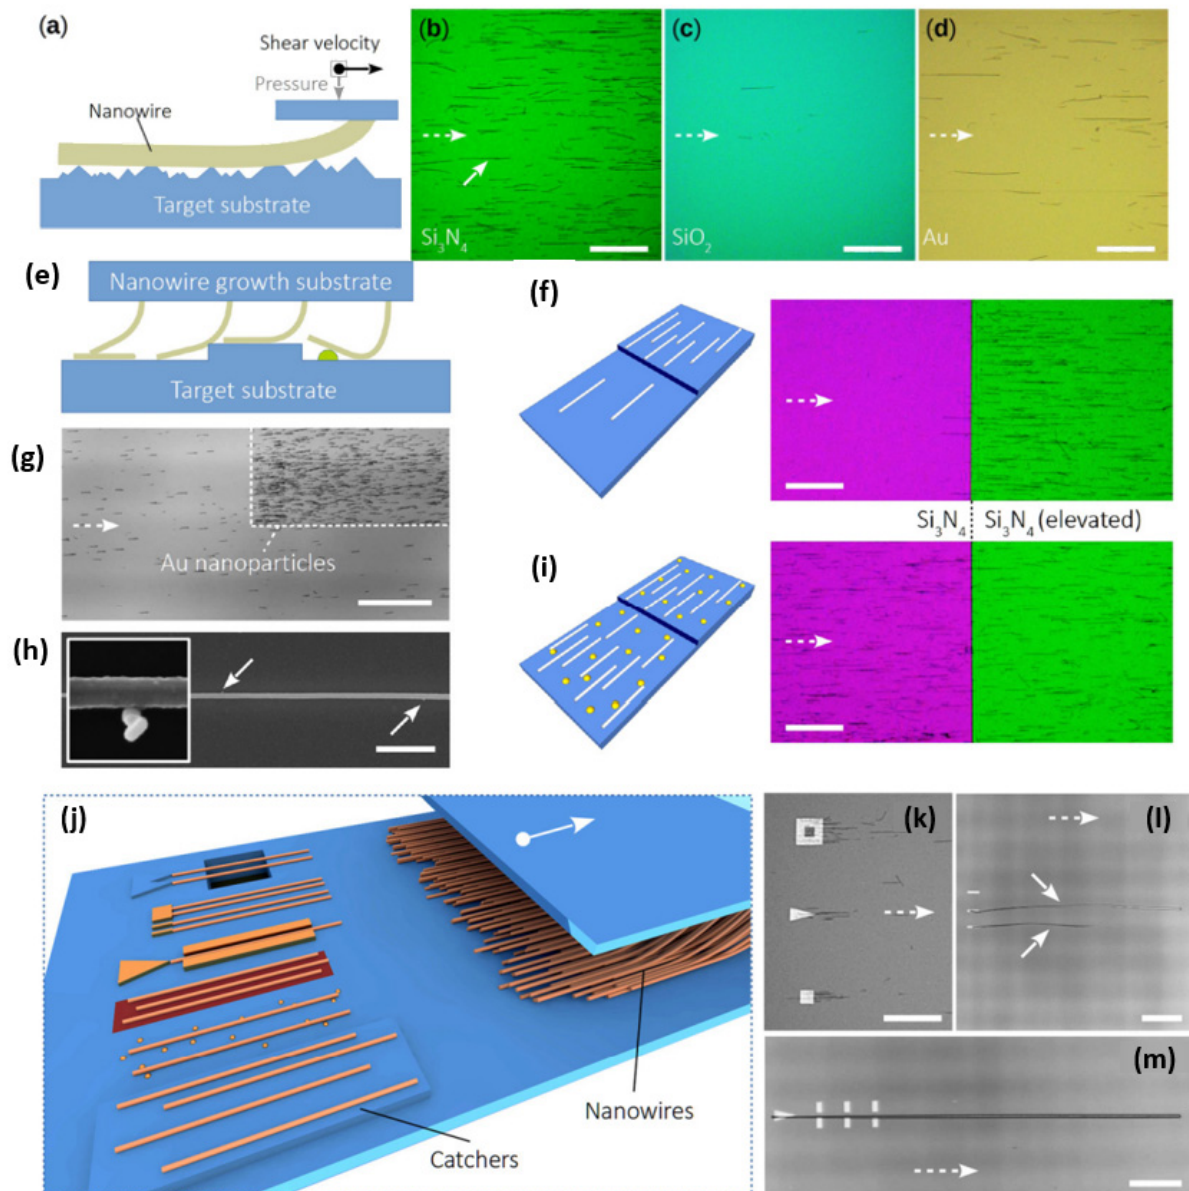 (a)
Shear velocity
Pressure
Nanowire
Target substrate
(b)
Si₃N₄
(c)
SiO₂
(d)
Au
(e)
Nanowire growth substrate
Target substrate
(f)
Si₃N₄
Si₃N₄ (elevated)
(g)
Au nanoparticles
(h)
(i)
(j)
Nanowires
Catchers
(k)
(l)
(m)